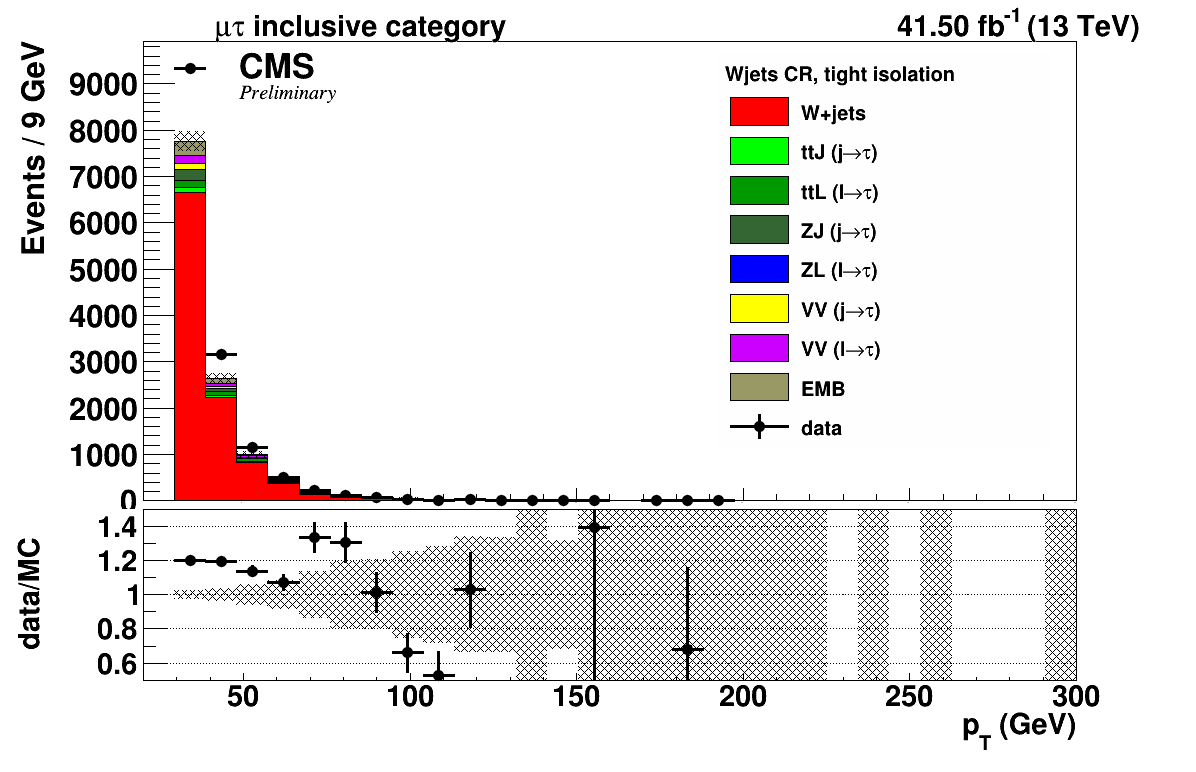 μτ inclusive category
41.50 fb-1 (13 TeV)
Events / 9 GeV
CMS
Preliminary
9000
8000
7000
6000
5000
4000
3000
2000
1000
0
Wjets CR, tight isolation
W+jets
ttJ (j→τ)
ttL (l→τ)
ZJ (j→τ)
ZL (l→τ)
VV (j→τ)
VV (l→τ)
EMB
data
data/MC
1.4
1.2
1
0.8
0.6
50 100 150 200 250 300
pT (GeV)